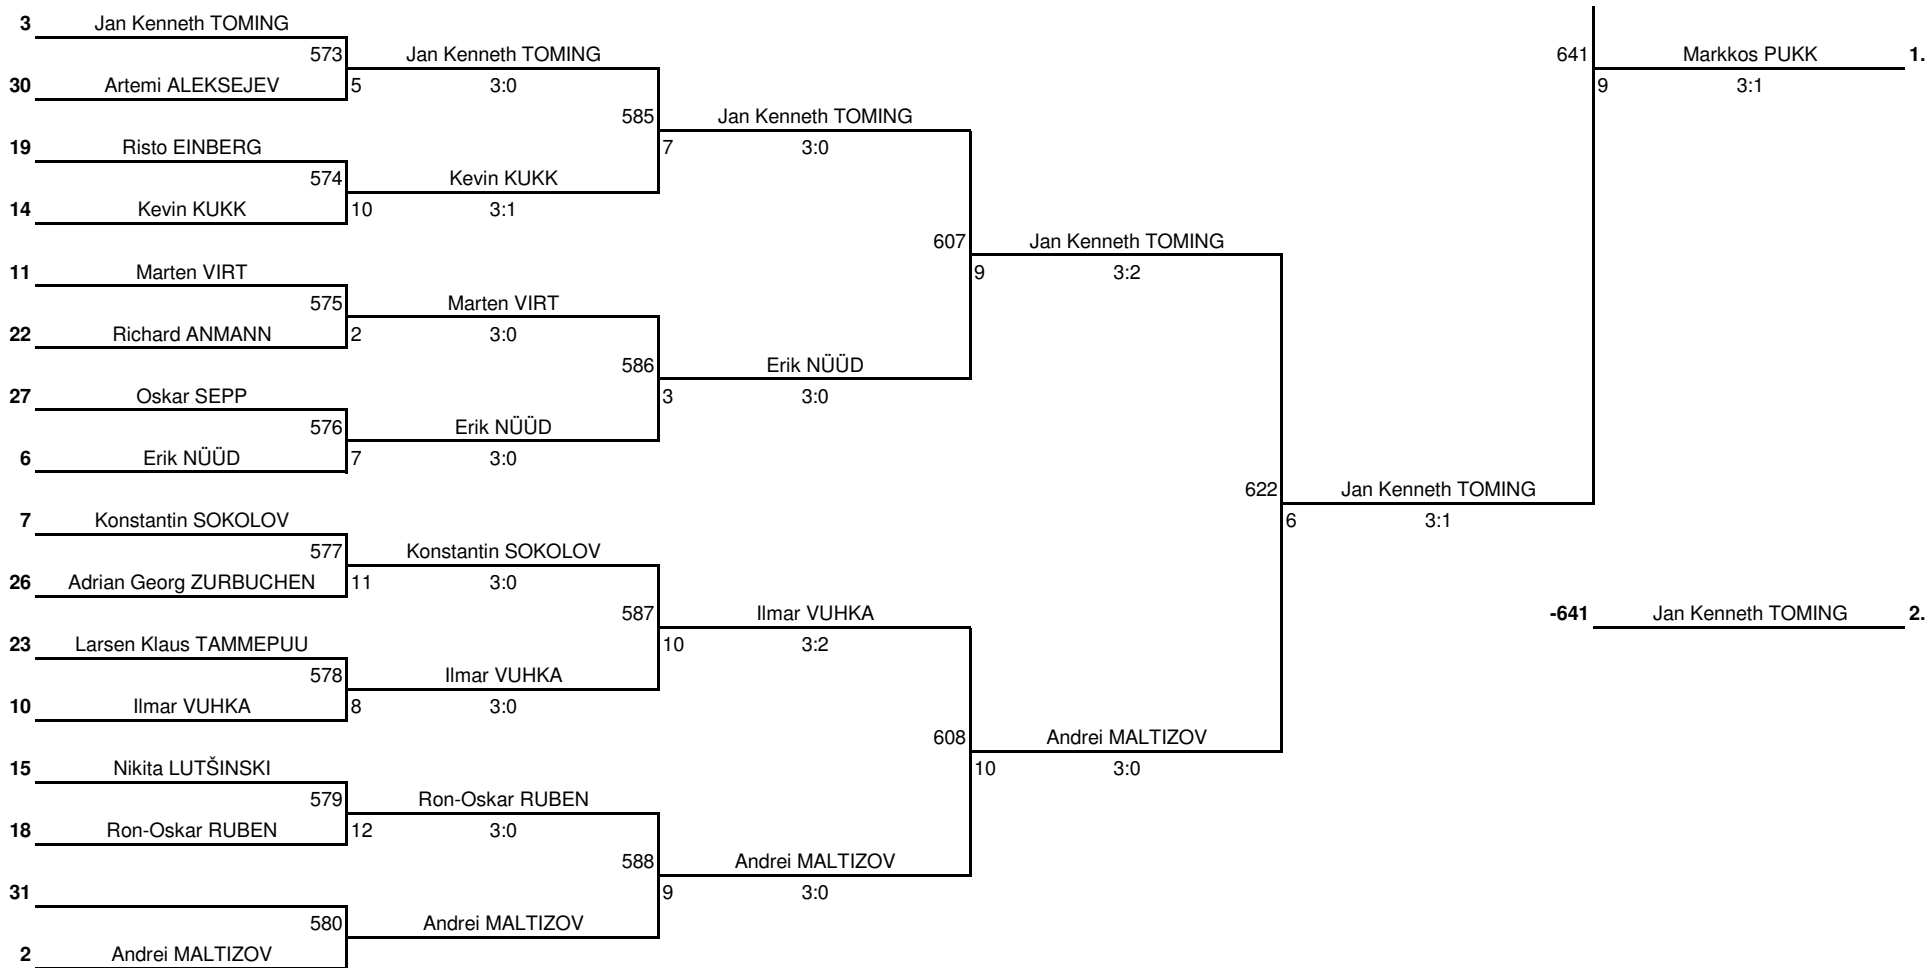 3 Jan Kenneth TOMING
573 Jan Kenneth TOMING 641 Markkos PUKK 1.
30 Artemi ALEKSEJEV 5 3:0 9 3:1
585 Jan Kenneth TOMING
19 Risto EINBERG 7 3:0
574 Kevin KUKK
14 Kevin KUKK 10 3:1
607 Jan Kenneth TOMING
11 Marten VIRT 9 3:2
575 Marten VIRT
22 Richard ANMANN 2 3:0
586 Erik NÜÜD
27 Oskar SEPP 3 3:0
576 Erik NÜÜD
6 Erik NÜÜD 7 3:0
622 Jan Kenneth TOMING
7 Konstantin SOKOLOV 6 3:1
577 Konstantin SOKOLOV
26 Adrian Georg ZURBUCHEN 11 3:0
587 Ilmar VUHKA -641 Jan Kenneth TOMING 2.
23 Larsen Klaus TAMMEPUU 10 3:2
578 Ilmar VUHKA
10 Ilmar VUHKA 8 3:0
608 Andrei MALTIZOV
15 Nikita LUTŠINSKI 10 3:0
579 Ron-Oskar RUBEN
18 Ron-Oskar RUBEN 12 3:0
588 Andrei MALTIZOV
31 9 3:0
580 Andrei MALTIZOV
2 Andrei MALTIZOV